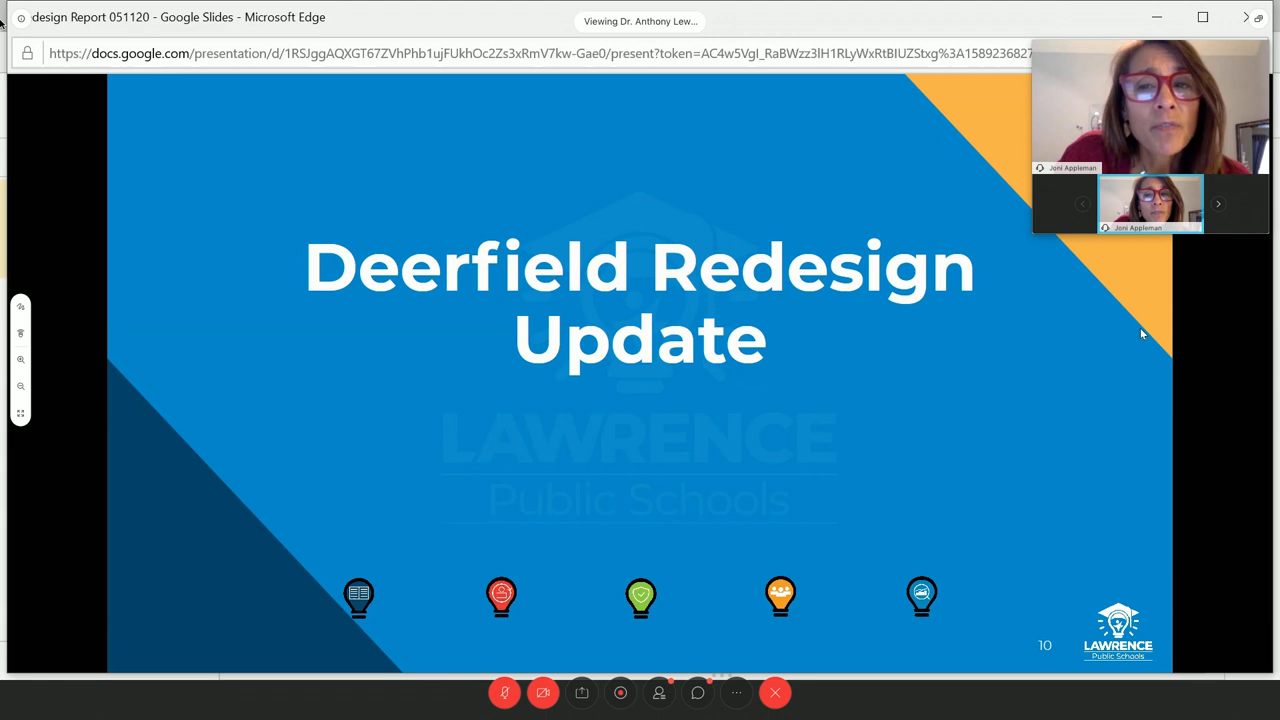 design Report 051120 - Google Slides - Microsoft Edge
Viewing Dr. Anthony Lew...
https://docs.google.com/presentation/d/1RSJggAQXGT67ZVhPhb1ujFUkhOc2Zs3xRmV7kw-Gae0/present?token=AC4w5VgI_RaBWzz3lH1RLyWxRtBIUZStxg%3A1589236827
Joni Appleman
Joni Appleman
Deerfield Redesign
Update
LAWRENCE
Public Schools
10
LAWRENCE
Public Schools